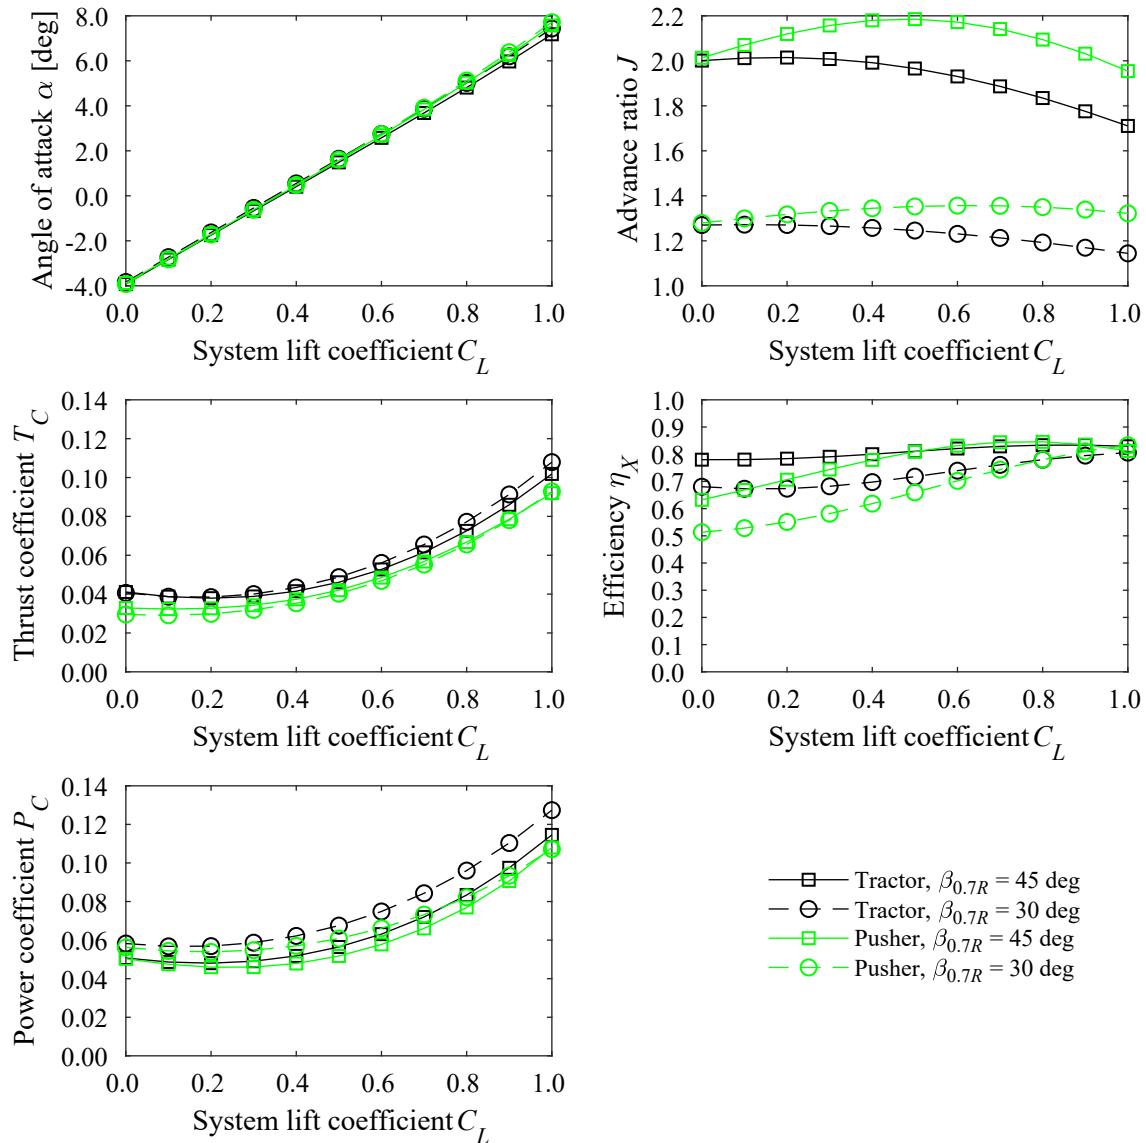 8.0
6.0
4.0
2.0
0.0
-2.0
-4.0
Angle of attack α [deg]
0.0 0.2 0.4 0.6 0.8 1.0
System lift coefficient C_L
2.2
2.0
1.8
1.6
1.4
1.2
1.0
Advance ratio J
0.0 0.2 0.4 0.6 0.8 1.0
System lift coefficient C_L
0.14
0.12
0.10
0.08
0.06
0.04
0.02
0.00
Thrust coefficient T_C
0.0 0.2 0.4 0.6 0.8 1.0
System lift coefficient C_L
1.0
0.9
0.8
0.7
0.6
0.5
0.4
0.3
0.2
0.1
0.0
Efficiency η_X
0.0 0.2 0.4 0.6 0.8 1.0
System lift coefficient C_L
0.14
0.12
0.10
0.08
0.06
0.04
0.02
0.00
Power coefficient P_C
0.0 0.2 0.4 0.6 0.8 1.0
System lift coefficient C_L
Tractor, β_0.7R = 45 deg
Tractor, β_0.7R = 30 deg
Pusher, β_0.7R = 45 deg
Pusher, β_0.7R = 30 deg